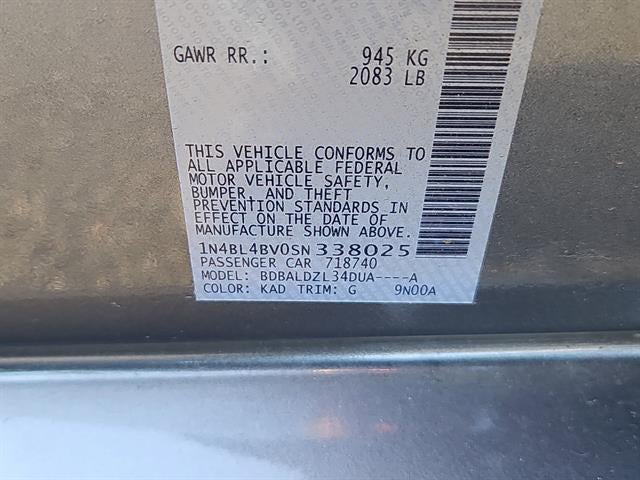 GAWR RR.: 945 KG
2083 LB
THIS VEHICLE CONFORMS TO
ALL APPLICABLE FEDERAL
MOTOR VEHICLE SAFETY,
BUMPER, AND THEFT
PREVENTION STANDARDS IN
EFFECT ON THE DATE OF
MANUFACTURE SHOWN ABOVE.
1N4BL4BV0SN338025
PASSENGER CAR 718740
MODEL: BDBALDZL34DUA----A
COLOR: KAD TRIM: G 9N00A